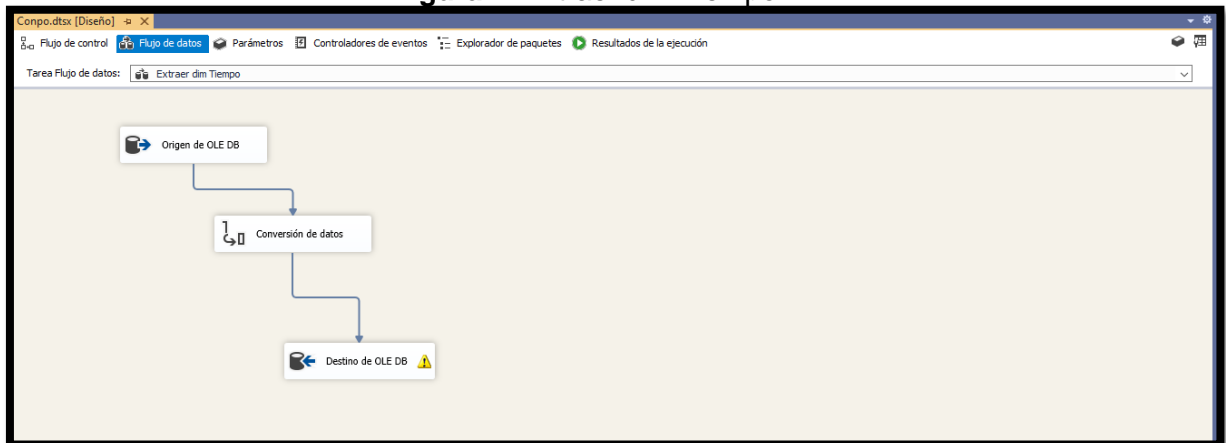 Conpo.dtsx [Diseño]
Flujo de control Flujo de datos Parámetros Controladores de eventos Explorador de paquetes Resultados de la ejecución
Tarea Flujo de datos: Extraer dim Tiempo
Origen de OLE DB
Conversión de datos
Destino de OLE DB